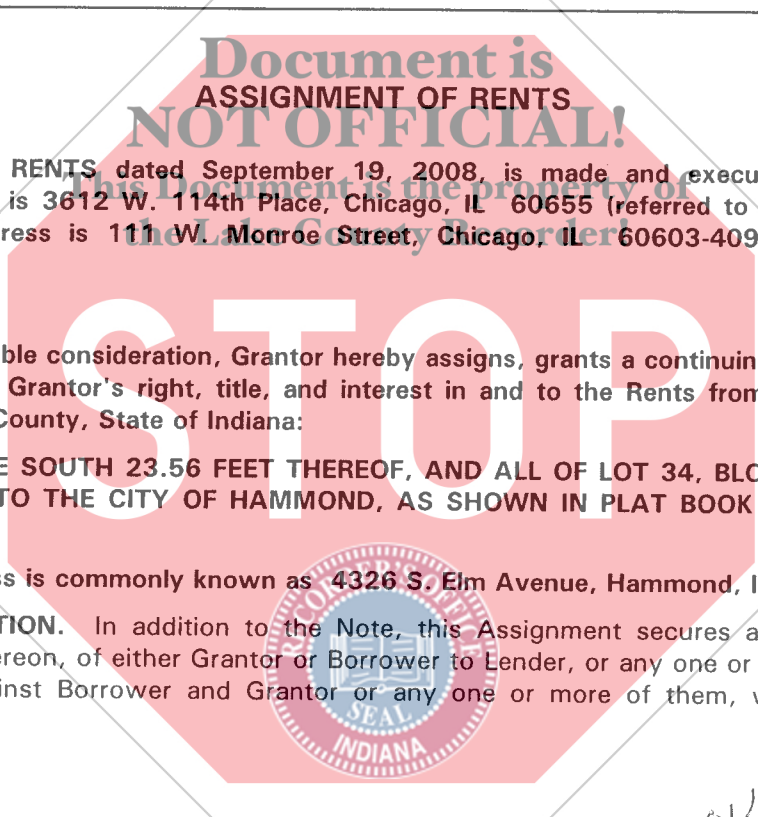 Document is
ASSIGNMENT OF RENTS
NOT OFFICIAL!
RENTS dated September 19, 2008, is made and execu
This Document is the property of
is 3612 W. 114th Place, Chicago, IL 60655 (referred to
the Lake County Recorder!
ress is 111 W. Monroe Street, Chicago, IL 60603-409
STOP
ble consideration, Grantor hereby assigns, grants a continuin
Grantor's right, title, and interest in and to the Rents from
County, State of Indiana:
E SOUTH 23.56 FEET THEREOF, AND ALL OF LOT 34, BLO
TO THE CITY OF HAMMOND, AS SHOWN IN PLAT BOOK
ss is commonly known as 4326 S. Elm Avenue, Hammond, I
TION. In addition to the Note, this Assignment secures a
ereon, of either Grantor or Borrower to Lender, or any one or
inst Borrower and Grantor or any one or more of them, w
RECORDER'S OFFICE
SEAL
INDIANA